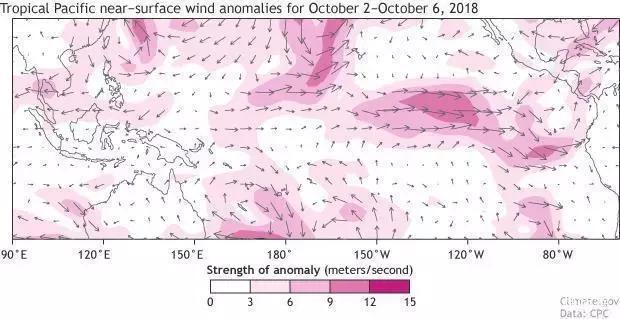 Tropical Pacific near-surface wind anomalies for October 2-October 6, 2018
90°E 120°E 150°E 180° 150°W 120°W 80°W
Strength of anomaly (meters/second)
0 3 6 9 12 15
Climate.gov
Data: CPC